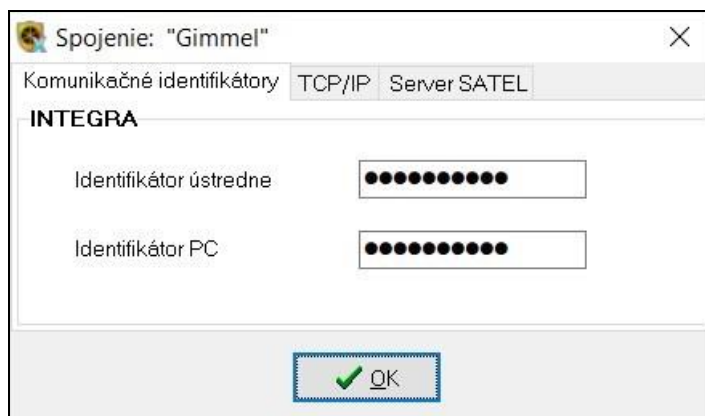 Spojenie: "Gimmel"
Komunikačné identifikátory TCP/IP Server SATEL
INTEGRA
Identifikátor ústredne ●●●●●●●●●●
Identifikátor PC ●●●●●●●●●●
OK